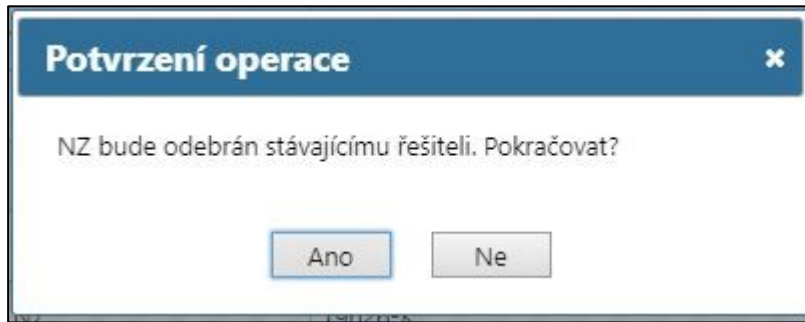 Potvrzení operace
NZ bude odebrán stávajícímu řešiteli. Pokračovat?
Ano
Ne